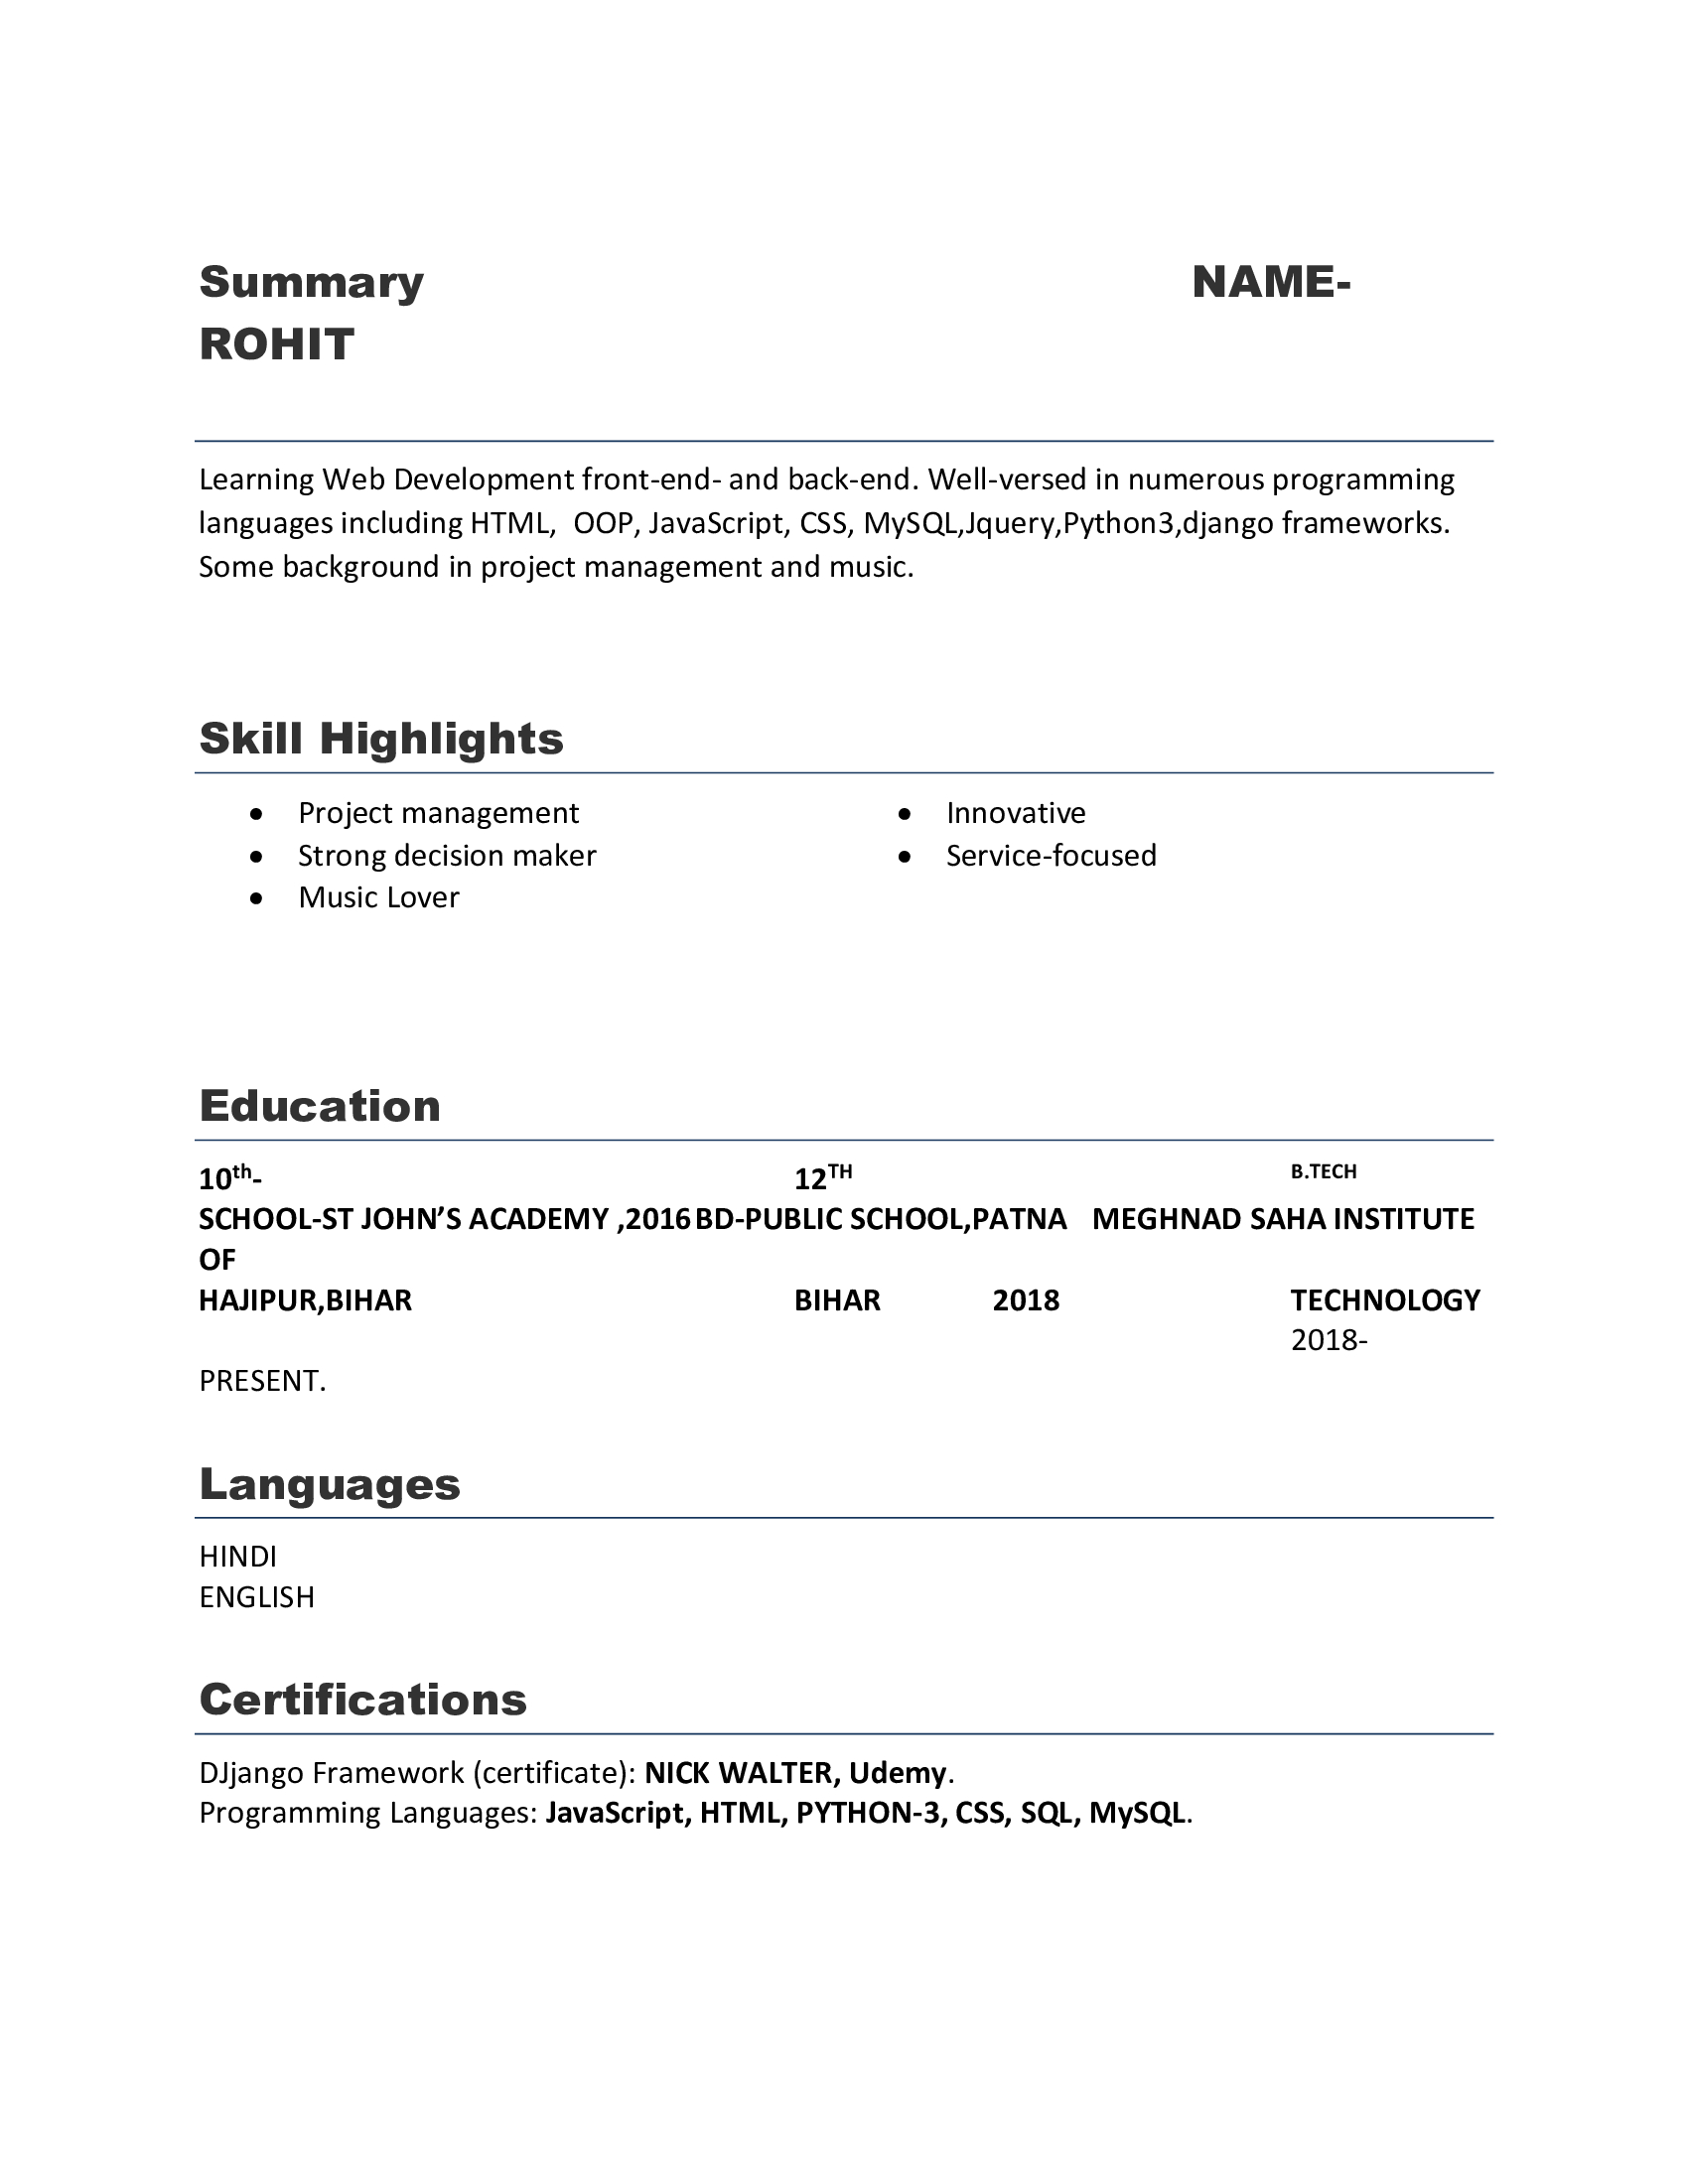 Summary NAME-
ROHIT
Learning Web Development front-end- and back-end. Well-versed in numerous programming
languages including HTML,  OOP, JavaScript, CSS, MySQL,Jquery,Python3,django frameworks.
Some background in project management and music.
Skill Highlights
• Project management
• Strong decision maker
• Music Lover
• Innovative
• Service-focused
Education
10th- 12TH B.TECH
SCHOOL-ST JOHN’S ACADEMY ,2016 BD-PUBLIC SCHOOL,PATNA MEGHNAD SAHA INSTITUTE
OF
HAJIPUR,BIHAR BIHAR 2018 TECHNOLOGY
2018-
PRESENT.
Languages
HINDI
ENGLISH
Certifications
DJjango Framework (certificate): NICK WALTER, Udemy.
Programming Languages: JavaScript, HTML, PYTHON-3, CSS, SQL, MySQL.